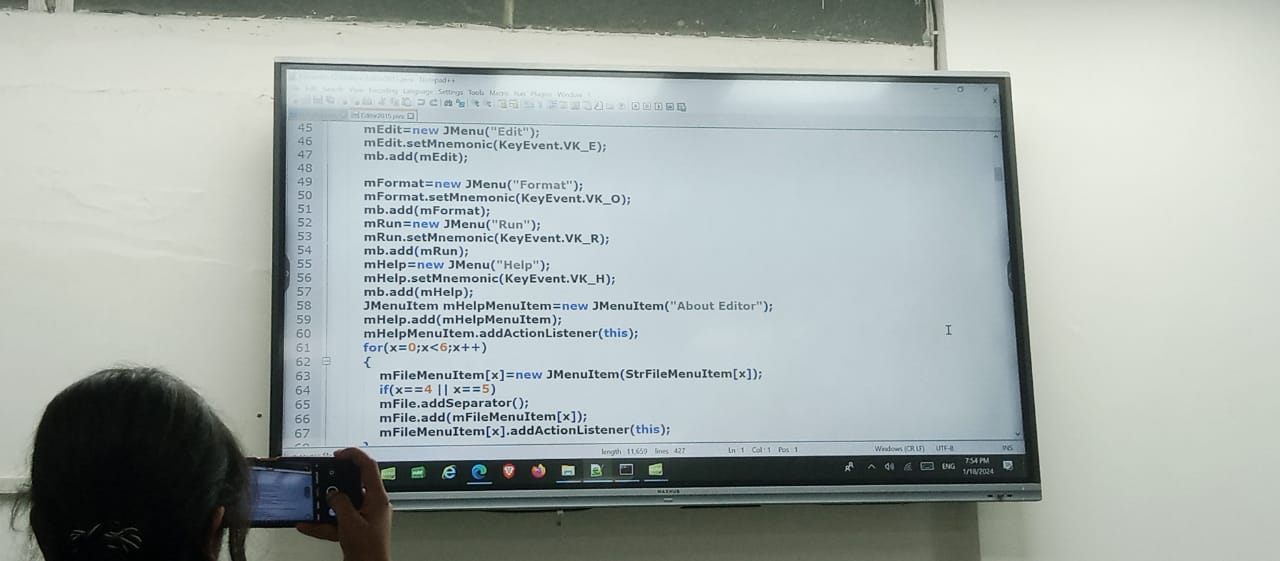 Notepad++
Search View Encoding Language Settings Tools Macro Run Plugins Window ?
Editor2015.java
45 mEdit=new JMenu("Edit");
46 mEdit.setMnemonic(KeyEvent.VK_E);
47 mb.add(mEdit);
48
49 mFormat=new JMenu("Format");
50 mFormat.setMnemonic(KeyEvent.VK_O);
51 mb.add(mFormat);
52 mRun=new JMenu("Run");
53 mRun.setMnemonic(KeyEvent.VK_R);
54 mb.add(mRun);
55 mHelp=new JMenu("Help");
56 mHelp.setMnemonic(KeyEvent.VK_H);
57 mb.add(mHelp);
58 JMenuItem mHelpMenuItem=new JMenuItem("About Editor");
59 mHelp.add(mHelpMenuItem);
60 mHelpMenuItem.addActionListener(this);
61 for(x=0;x<6;x++)
62 {
63 mFileMenuItem[x]=new JMenuItem(StrFileMenuItem[x]);
64 if(x==4 || x==5)
65 mFile.addSeparator();
66 mFile.add(mFileMenuItem[x]);
67 mFileMenuItem[x].addActionListener(this);
length : 11,659 lines : 427 Ln : 1 Col : 1 Pos : 1 Windows (CR LF) UTF-8 INS
ENG 7:54 PM
1/18/2024
MAXHUB